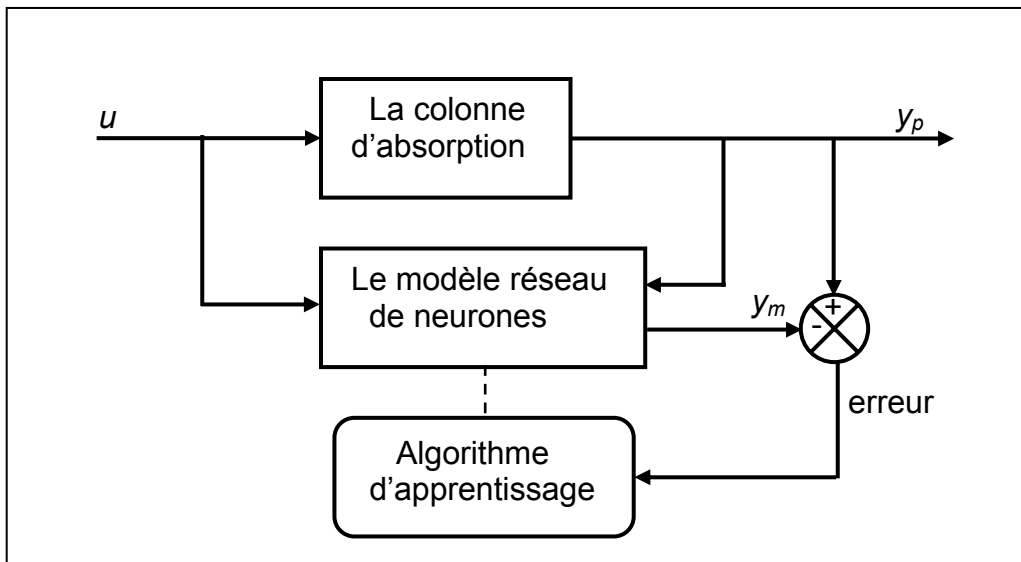 La colonne
d'absorption
u
yp
Le modèle réseau
de neurones
ym
+
-
erreur
Algorithme
d'apprentissage